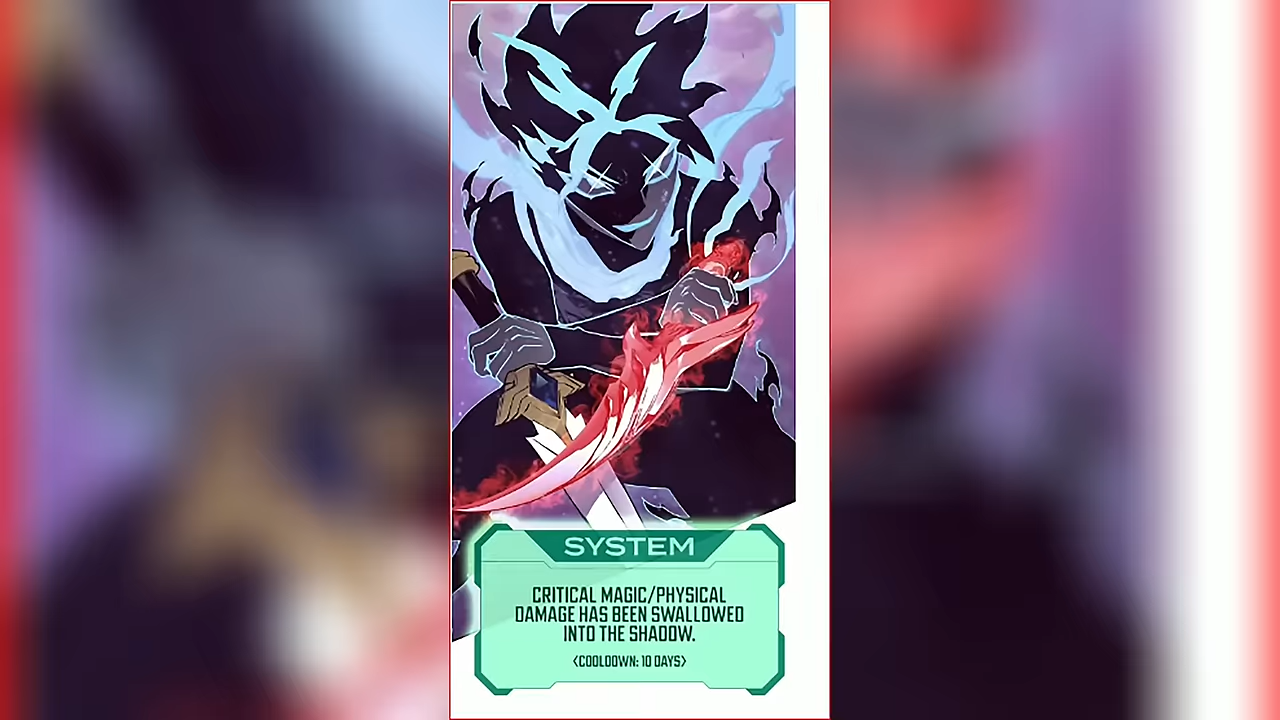 SYSTEM
CRITICAL MAGIC/PHYSICAL
DAMAGE HAS BEEN SWALLOWED
INTO THE SHADOW.
<COOLDOWN: 10 DAYS>